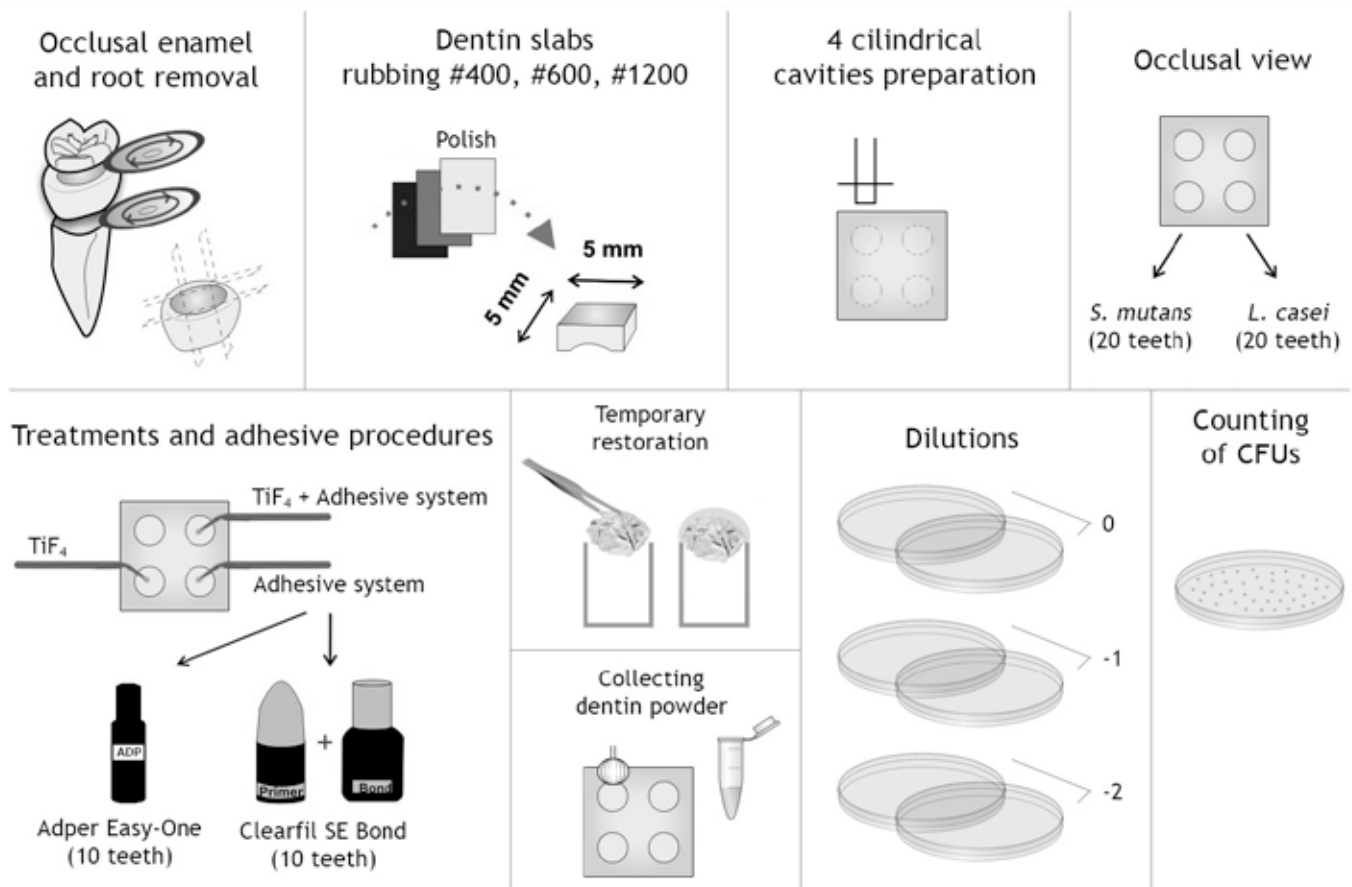 Occlusal enamel
and root removal
Dentin slabs
rubbing #400, #600, #1200
Polish
5 mm
5 mm
4 cilindrical
cavities preparation
Occlusal view
S. mutans
(20 teeth)
L. casei
(20 teeth)
Treatments and adhesive procedures
TiF₄ + Adhesive system
TiF₄
Adhesive system
ADP
Primer
+
Bond
Adper Easy-One
(10 teeth)
Clearfil SE Bond
(10 teeth)
Temporary
restoration
Collecting
dentin powder
Dilutions
0
-1
-2
Counting
of CFUs